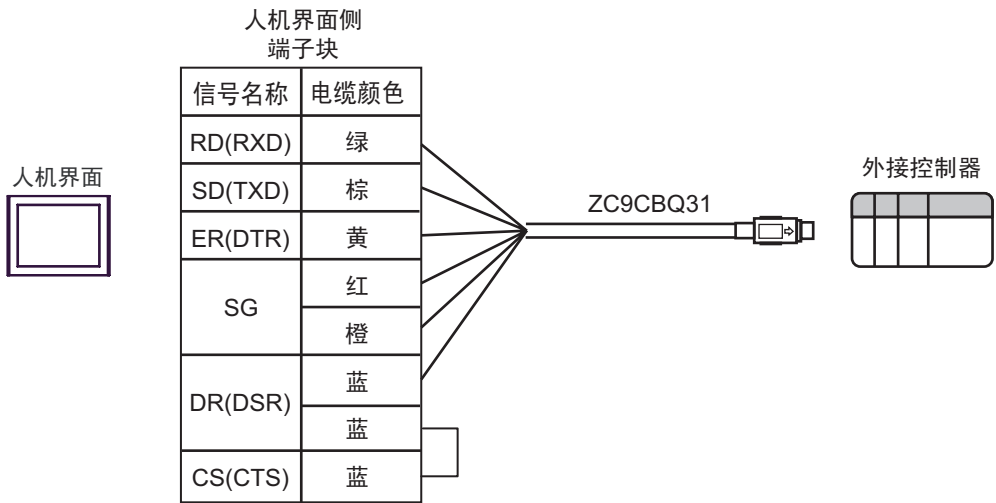 人机界面侧
端子块
信号名称 电缆颜色
RD(RXD) 绿
SD(TXD) 棕
ER(DTR) 黄
SG 红
橙
DR(DSR) 蓝
蓝
CS(CTS) 蓝
人机界面
ZC9CBQ31
外接控制器